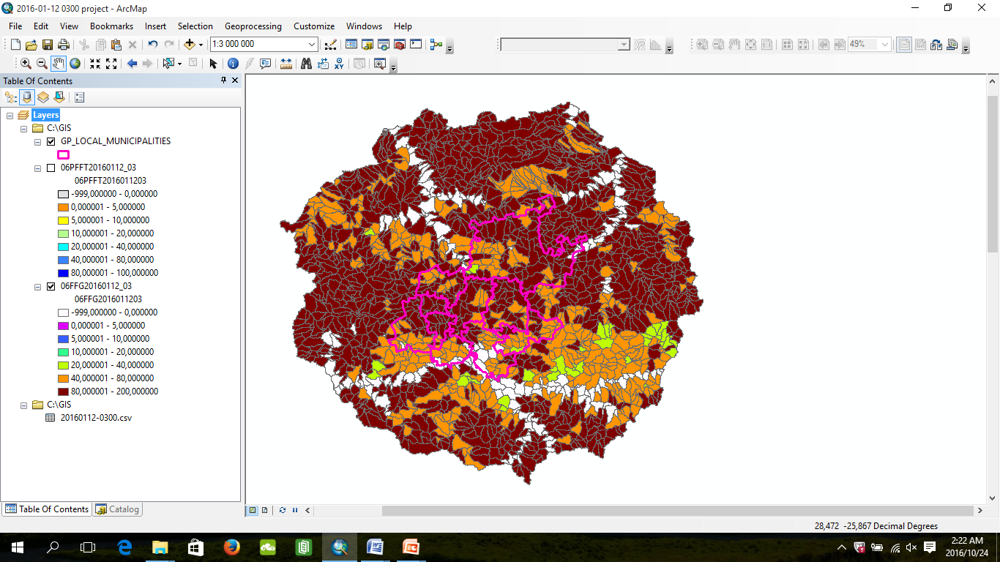 2016-01-12 0300 project - ArcMap
File Edit View Bookmarks Insert Selection Geoprocessing Customize Windows Help
1:3 000 000
49%
Table Of Contents
Layers
C:\GIS
GP_LOCAL_MUNICIPALITIES
06PFFT20160112_03
06PFFT2016011203
-999,000000 - 0,000000
0,000001 - 5,000000
5,000001 - 10,000000
10,000001 - 20,000000
20,000001 - 40,000000
40,000001 - 80,000000
80,000001 - 100,000000
06FFG20160112_03
06FFG2016011203
-999,000000 - 0,000000
0,000001 - 5,000000
5,000001 - 10,000000
10,000001 - 20,000000
20,000001 - 40,000000
40,000001 - 80,000000
80,000001 - 200,000000
C:\GIS
20160112-0300.csv
Table Of Contents Catalog
28,472 -25,867 Decimal Degrees
2:22 AM
2016/10/24